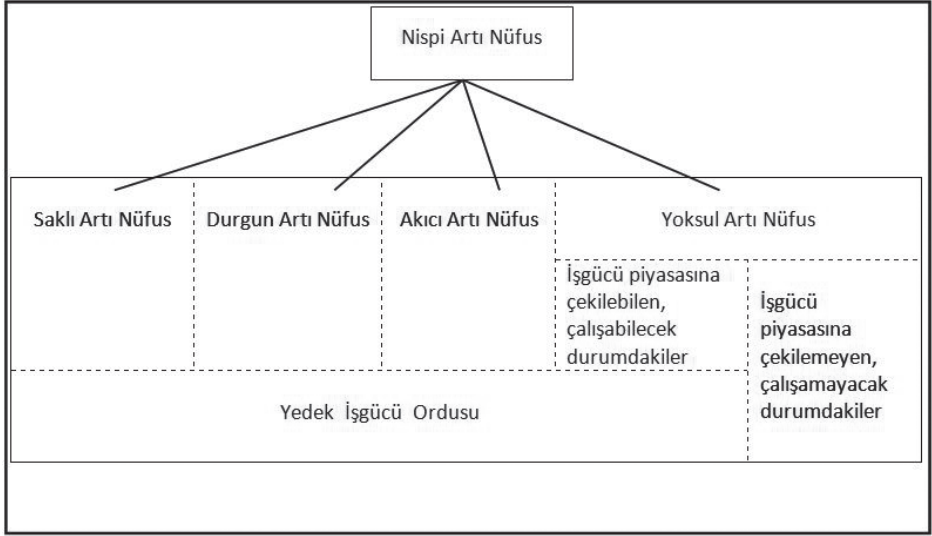 Nispi Artı Nüfus
Saklı Artı Nüfus
Durgun Artı Nüfus
Akıcı Artı Nüfus
Yoksul Artı Nüfus
İşgücü piyasasına
çekilebilen,
çalışabilecek
durumdakiler
İşgücü
piyasasına
çekilemeyen,
çalışamayacak
durumdakiler
Yedek İşgücü Ordusu